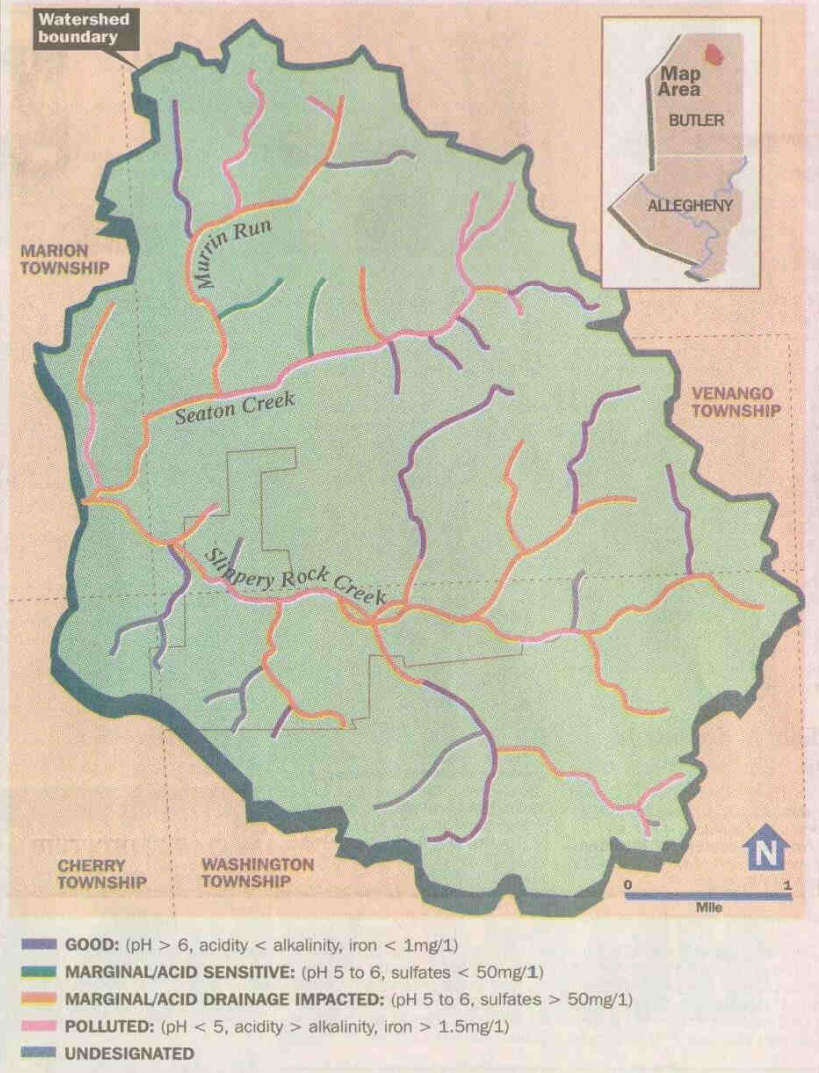 Watershed
boundary
Map
Area
BUTLER
ALLEGHENY
MARION
TOWNSHIP
Murrin Run
Seaton Creek
VENANGO
TOWNSHIP
Slippery Rock Creek
CHERRY
TOWNSHIP
WASHINGTON
TOWNSHIP
N
0 1
Mile
GOOD: (pH > 6, acidity < alkalinity, iron < 1mg/1)
MARGINAL/ACID SENSITIVE: (pH 5 to 6, sulfates < 50mg/1)
MARGINAL/ACID DRAINAGE IMPACTED: (pH 5 to 6, sulfates > 50mg/1)
POLLUTED: (pH < 5, acidity > alkalinity, iron > 1.5mg/1)
UNDESIGNATED